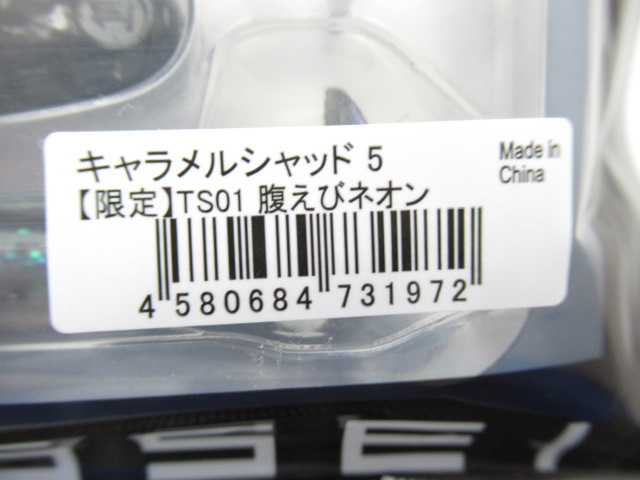 キャラメルシャッド 5
Made in
China
【限定】TS01 腹えびネオン
4 580684 731972